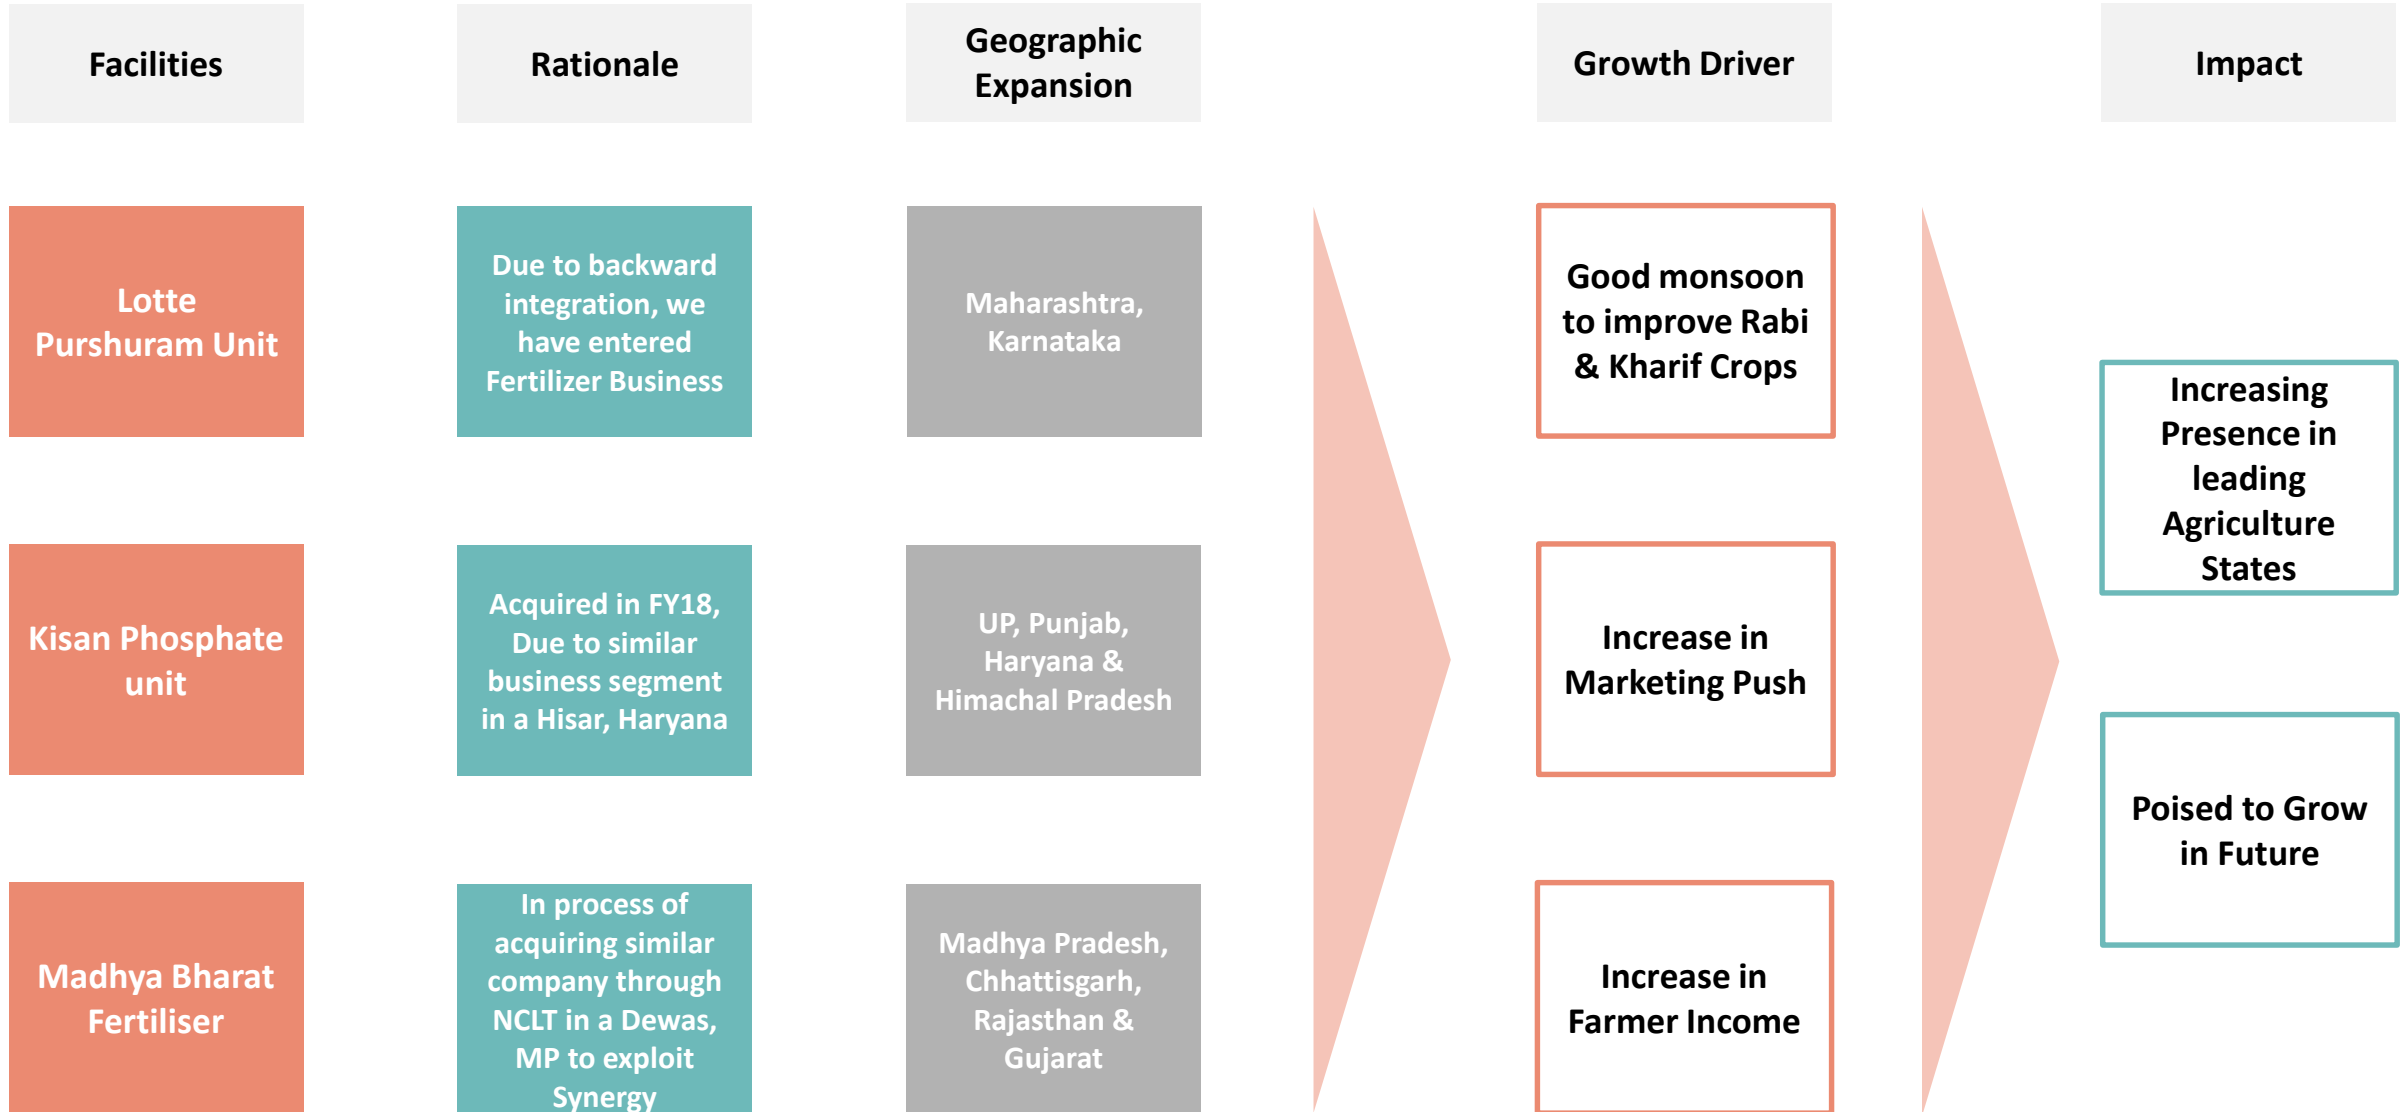 Facilities
Rationale
Geographic
Expansion
Growth Driver
Impact
Lotte
Purshuram Unit
Due to backward
integration, we
have entered
Fertilizer Business
Maharashtra,
Karnataka
Good monsoon
to improve Rabi
& Kharif Crops
Kisan Phosphate
unit
Acquired in FY18,
Due to similar
business segment
in a Hisar, Haryana
UP, Punjab,
Haryana &
Himachal Pradesh
Increase in
Marketing Push
Madhya Bharat
Fertiliser
In process of
acquiring similar
company through
NCLT in a Dewas,
MP to exploit
Synergy
Madhya Pradesh,
Chhattisgarh,
Rajasthan &
Gujarat
Increase in
Farmer Income
Increasing
Presence in
leading
Agriculture
States
Poised to Grow
in Future